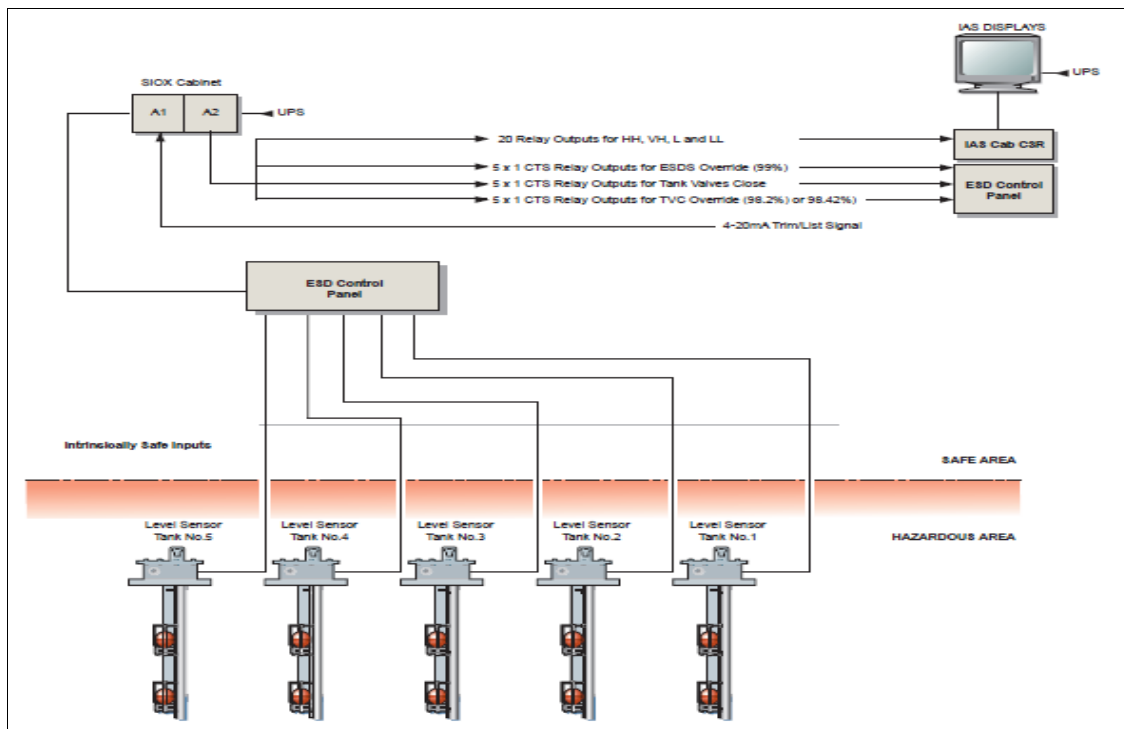 IAS DISPLAYS
UPS
SIOX Cabinet
A1
A2
UPS
20 Relay Outputs for HH, VH, L and LL
IAS Cab CSR
5 x 1 CTS Relay Outputs for ESDS Override (99%)
5 x 1 CTS Relay Outputs for Tank Valves Close
ESD Control
Panel
5 x 1 CTS Relay Outputs for TVC Override (98.2%) or 98.42%)
4-20mA Trim/List Signal
ESD Control
Panel
Intrinsically Safe Inputs
SAFE AREA
Level Sensor
Tank No.5
Level Sensor
Tank No.4
Level Sensor
Tank No.3
Level Sensor
Tank No.2
Level Sensor
Tank No.1
HAZARDOUS AREA